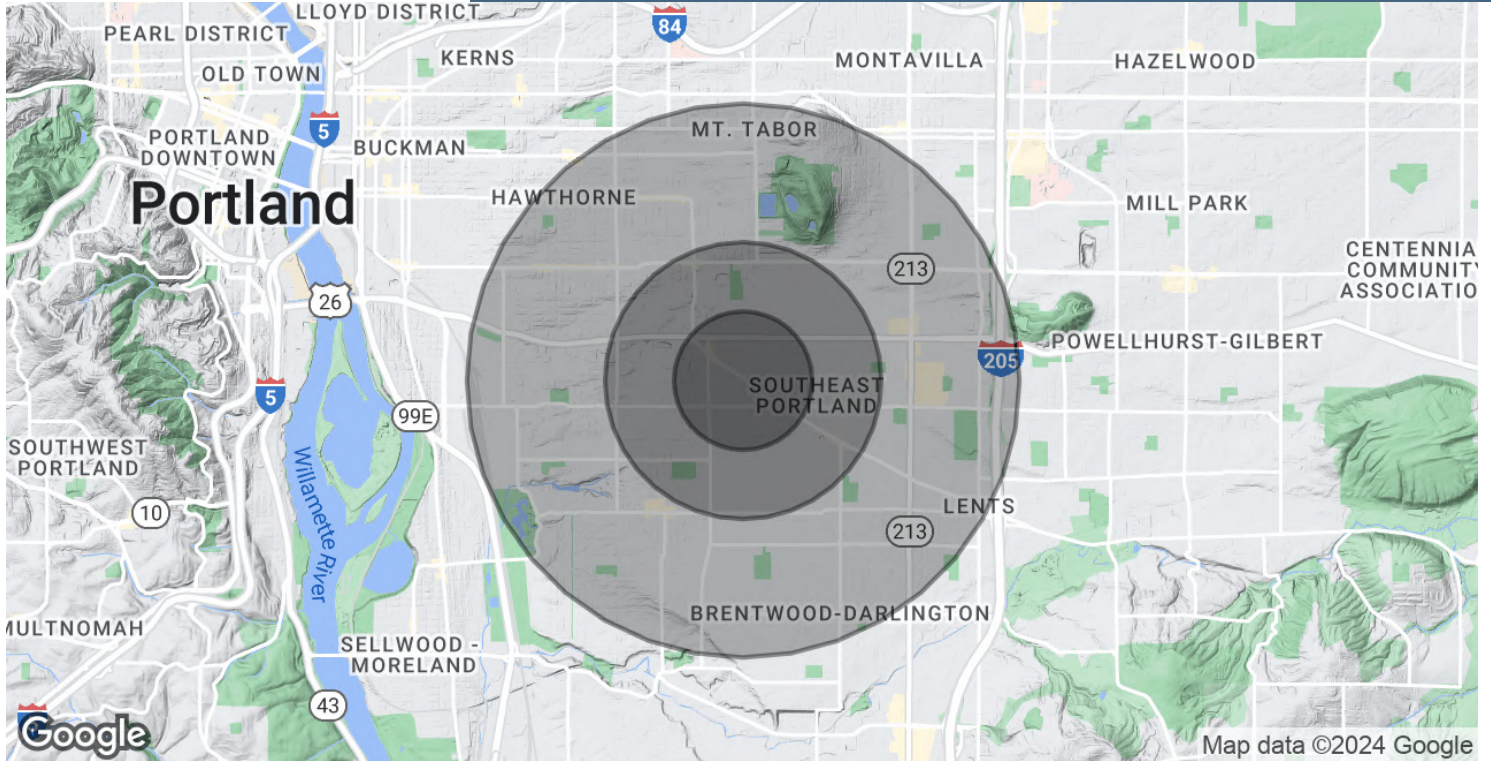 LLOYD DISTRICT
PEARL DISTRICT
84
KERNS
MONTAVILLA
HAZELWOOD
OLD TOWN
5
MT. TABOR
PORTLAND
DOWNTOWN
BUCKMAN
Portland
HAWTHORNE
MILL PARK
CENTENNIA
COMMUNITY
ASSOCIATIO
213
26
POWELLHURST-GILBERT
205
5
SOUTHEAST
PORTLAND
99E
SOUTHWEST
PORTLAND
Willamette River
10
LENTS
213
BRENTWOOD-DARLINGTON
MULTNOMAH
SELLWOOD -
MORELAND
43
Google
Map data ©2024 Google